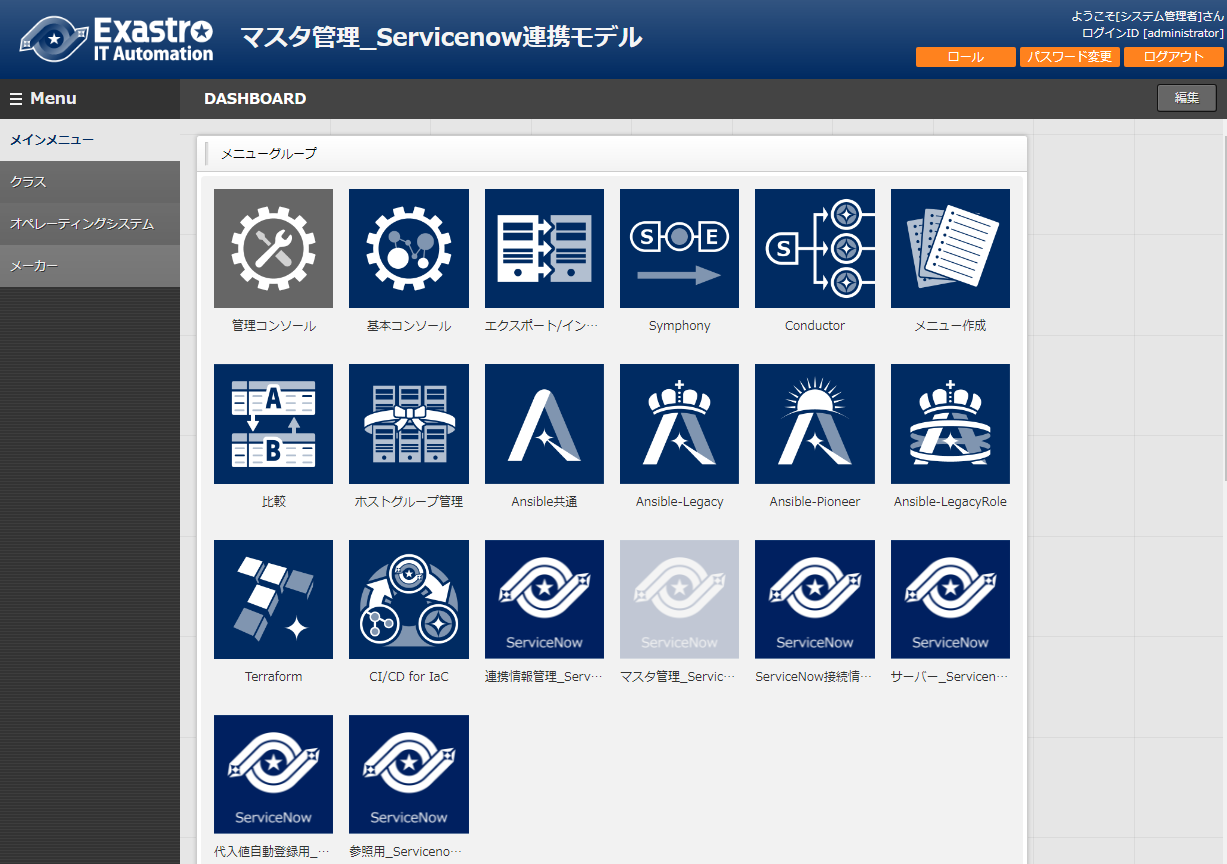 Exastro
IT Automation
マスタ管理_Servicenow連携モデル
ようこそ[システム管理者]さん
ログインID [administrator]
ロール
パスワード変更
ログアウト
Menu
DASHBOARD
編集
メインメニュー
クラス
オペレーティングシステム
メーカー
メニューグループ
S E
S
管理コンソール
基本コンソール
エクスポート/イン…
Symphony
Conductor
メニュー作成
A
B
比較
ホストグループ管理
Ansible共通
Ansible-Legacy
Ansible-Pioneer
Ansible-LegacyRole
ServiceNow
ServiceNow
ServiceNow
ServiceNow
Terraform
CI/CD for IaC
連携情報管理_Serv…
マスタ管理_Servic…
ServiceNow接続情…
サーバー_Servicen…
ServiceNow
ServiceNow
代入値自動登録用_…
参照用_Serviceno…